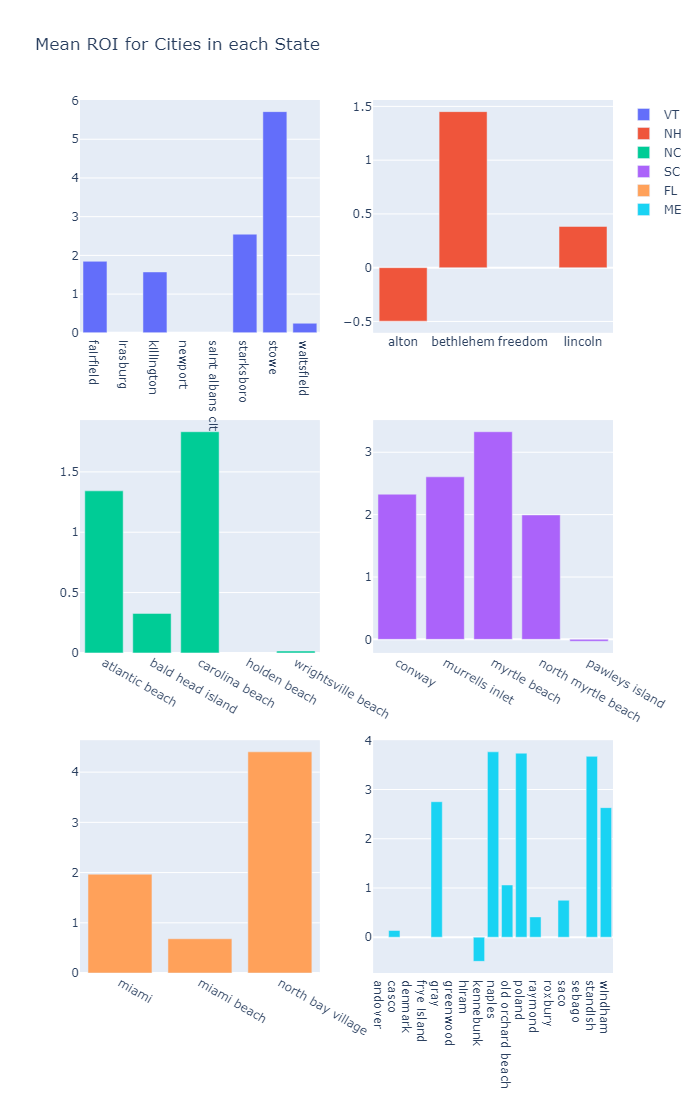 Mean ROI for Cities in each State
6
5
4
3
2
1
0
fairfield
irasburg
killington
newport
saint albans cit
starksboro
stowe
waitsfield
1.5
1
0.5
0
−0.5
alton
bethlehem
freedom
lincoln
VT
NH
NC
SC
FL
ME
1.5
1
0.5
0
atlantic beach
bald head island
carolina beach
holden beach
wrightsville beach
3
2
1
0
conway
murrells inlet
myrtle beach
north myrtle beach
pawleys island
4
3
2
1
0
miami
miami beach
north bay village
4
3
2
1
0
andover
casco
denmark
frye island
gray
greenwood
hiram
kennebunk
naples
old orchard beach
poland
raymond
roxbury
saco
sebago
standish
windham